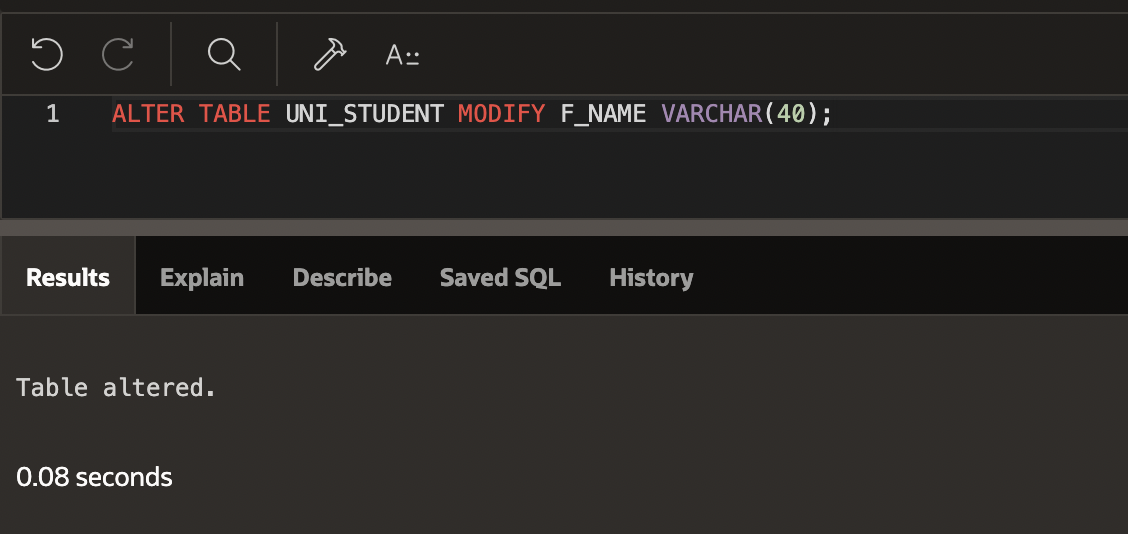 A::
1 ALTER TABLE UNI_STUDENT MODIFY F_NAME VARCHAR(40);
Results Explain Describe Saved SQL History
Table altered.
0.08 seconds